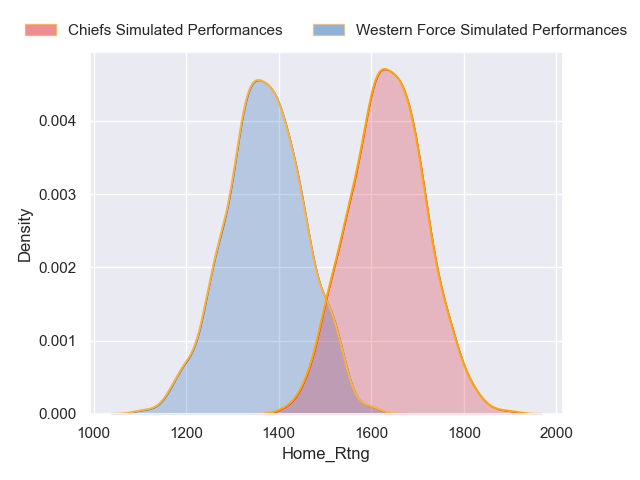 Chiefs Simulated Performances Western Force Simulated Performances
Density
0.004
0.003
0.002
0.001
0.000
1000 1200 1400 1600 1800 2000
Home_Rtng